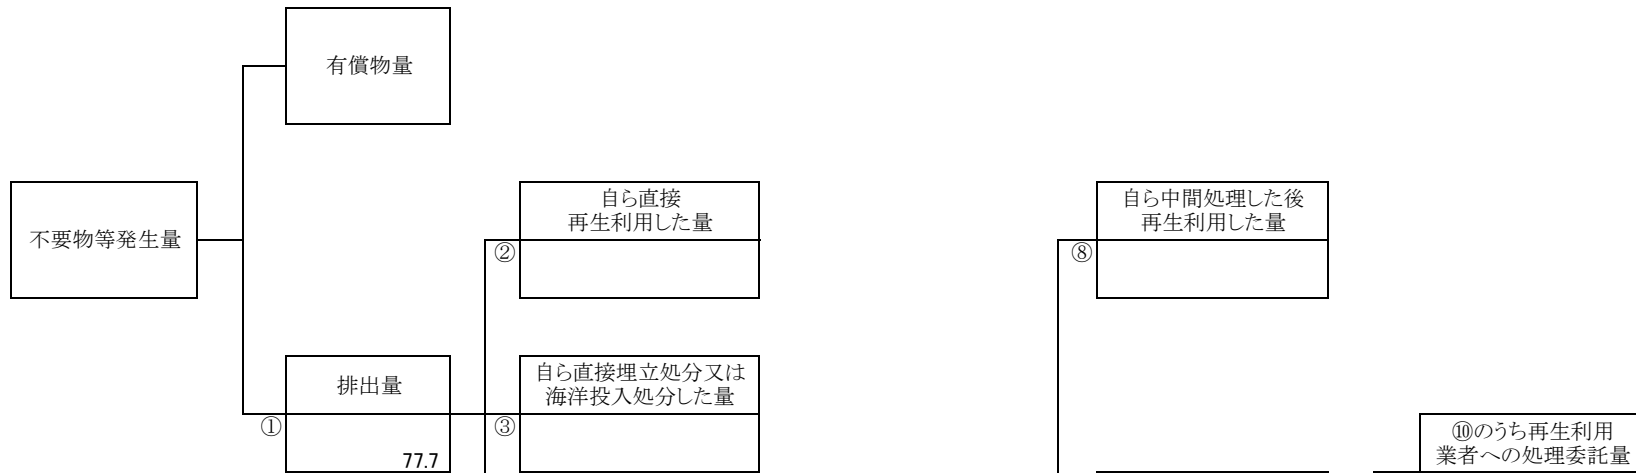 有償物量
自ら直接
再生利用した量
自ら中間処理した後
再生利用した量
不要物等発生量
②
⑧
排出量
自ら直接埋立処分又は
海洋投入処分した量
①
③
77.7
⑩のうち再生利用
業者への処理委託量